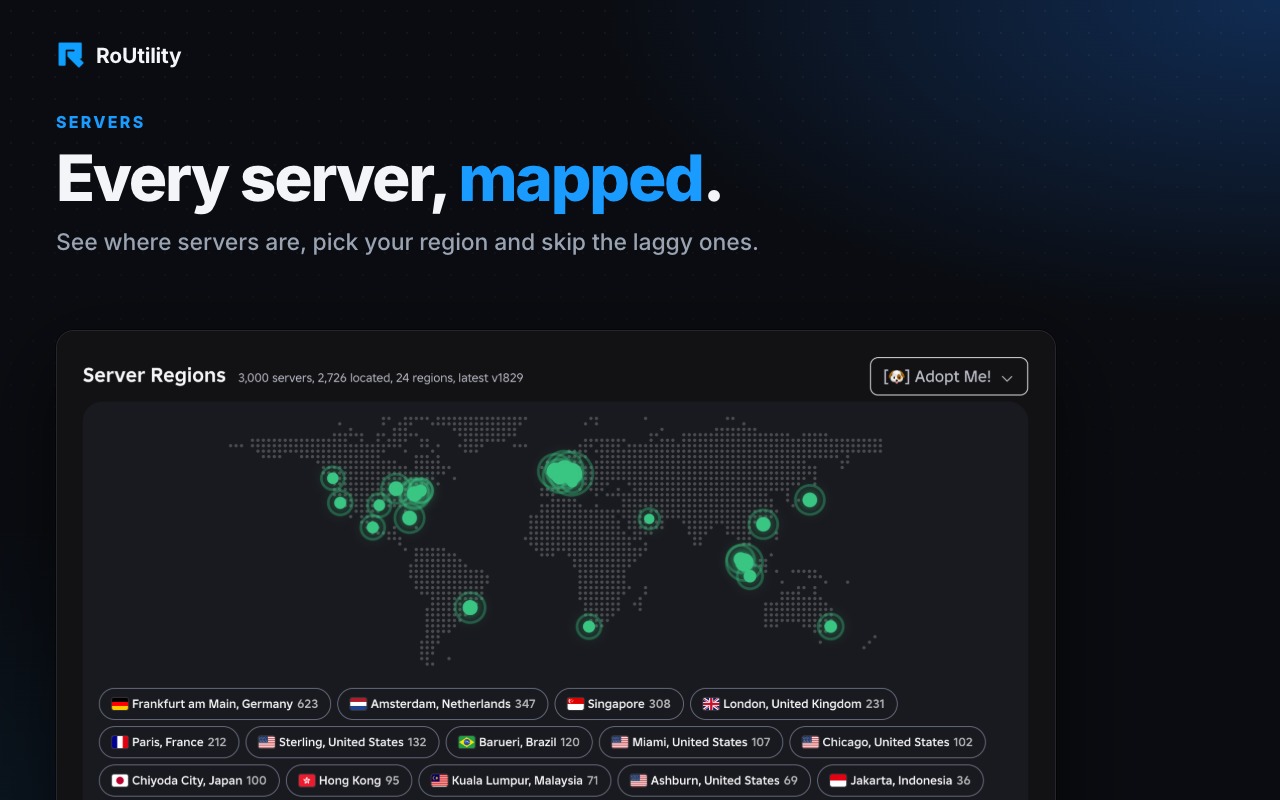 RoUtility
SERVERS
Every server, mapped.
See where servers are, pick your region and skip the laggy ones.
Server Regions 3,000 servers, 2,726 located, 24 regions, latest v1829
[🐶] Adopt Me!
Frankfurt am Main, Germany 623
Amsterdam, Netherlands 347
Singapore 308
London, United Kingdom 231
Paris, France 212
Sterling, United States 132
Barueri, Brazil 120
Miami, United States 107
Chicago, United States 102
Chiyoda City, Japan 100
Hong Kong 95
Kuala Lumpur, Malaysia 71
Ashburn, United States 69
Jakarta, Indonesia 36